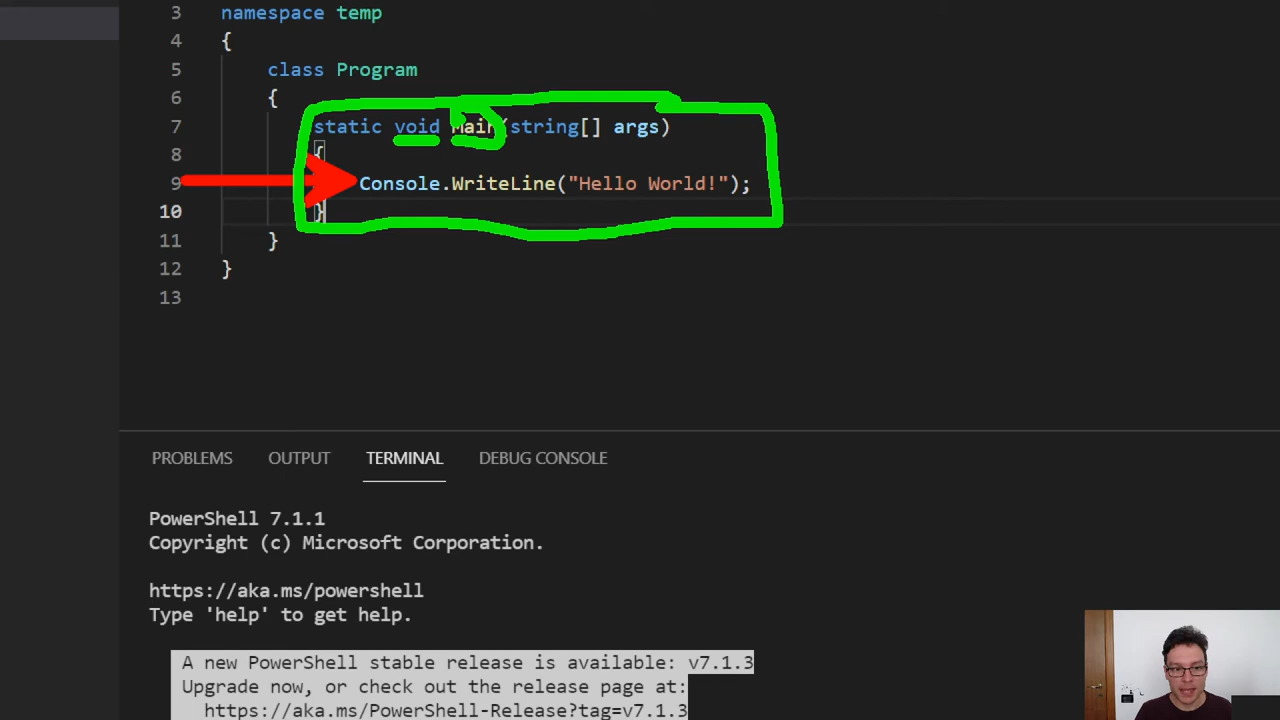 3 namespace temp
4 {
5 class Program
6 {
7 static void Main(string[] args)
8 {
9 Console.WriteLine("Hello World!");
10 }
11 }
12 }
13
PROBLEMS OUTPUT TERMINAL DEBUG CONSOLE
PowerShell 7.1.1
Copyright (c) Microsoft Corporation.
https://aka.ms/powershell
Type 'help' to get help.
A new PowerShell stable release is available: v7.1.3
Upgrade now, or check out the release page at:
https://aka.ms/PowerShell-Release?tag=v7.1.3